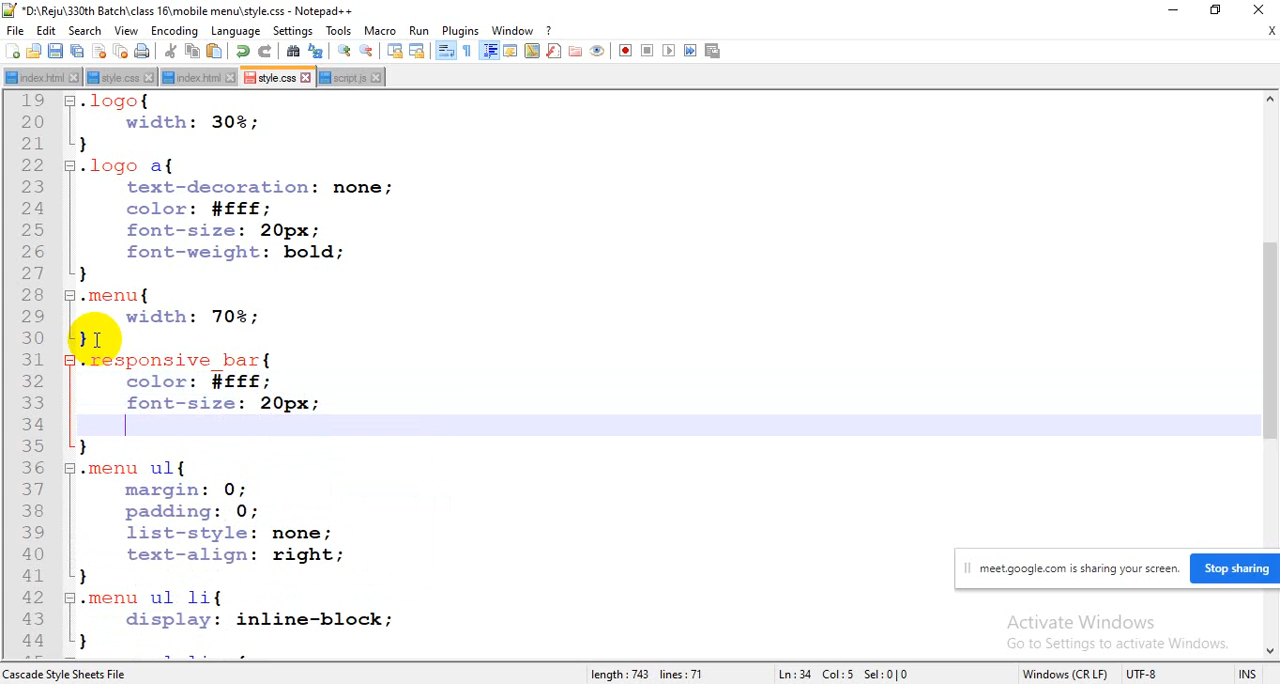 *D:\Reju\330th Batch\class 16\mobile menu\style.css - Notepad++
File Edit Search View Encoding Language Settings Tools Macro Run Plugins Window ? X
index.html style.css index.html style.css script.js
19 .logo{
20 width: 30%;
21 }
22 .logo a{
23 text-decoration: none;
24 color: #fff;
25 font-size: 20px;
26 font-weight: bold;
27 }
28 .menu{
29 width: 70%;
30 }
31 .responsive_bar{
32 color: #fff;
33 font-size: 20px;
34
35 }
36 .menu ul{
37 margin: 0;
38 padding: 0;
39 list-style: none;
40 text-align: right;
41 }
42 .menu ul li{
43 display: inline-block;
44 }
meet.google.com is sharing your screen. Stop sharing
Activate Windows
Go to Settings to activate Windows.
Cascade Style Sheets File length : 743 lines : 71 Ln : 34 Col : 5 Sel : 0 | 0 Windows (CR LF) UTF-8 INS